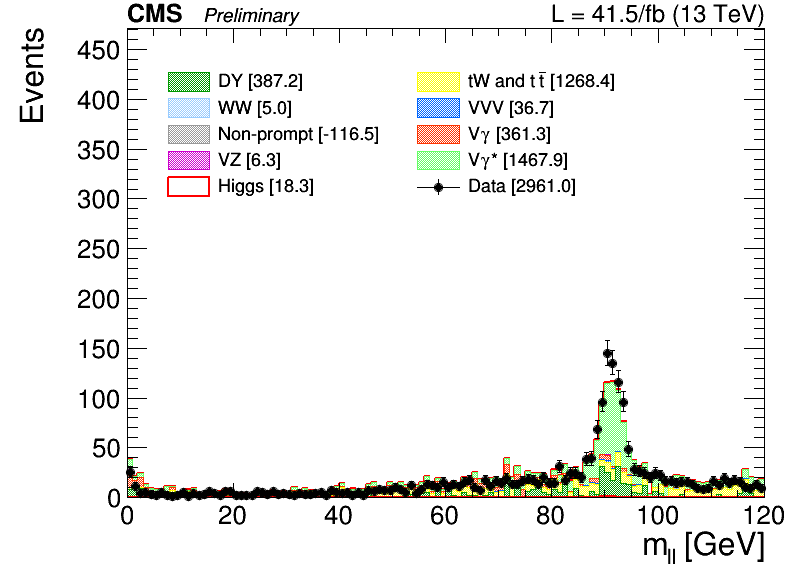 CMS Preliminary L = 41.5/fb (13 TeV)
Events
450
400
350
300
250
200
150
100
50
0
DY [387.2]
WW [5.0]
Non-prompt [-116.5]
VZ [6.3]
Higgs [18.3]
tW and tt̅ [1268.4]
VVV [36.7]
Vγ [361.3]
Vγ* [1467.9]
Data [2961.0]
0 20 40 60 80 100 120
m_ll [GeV]